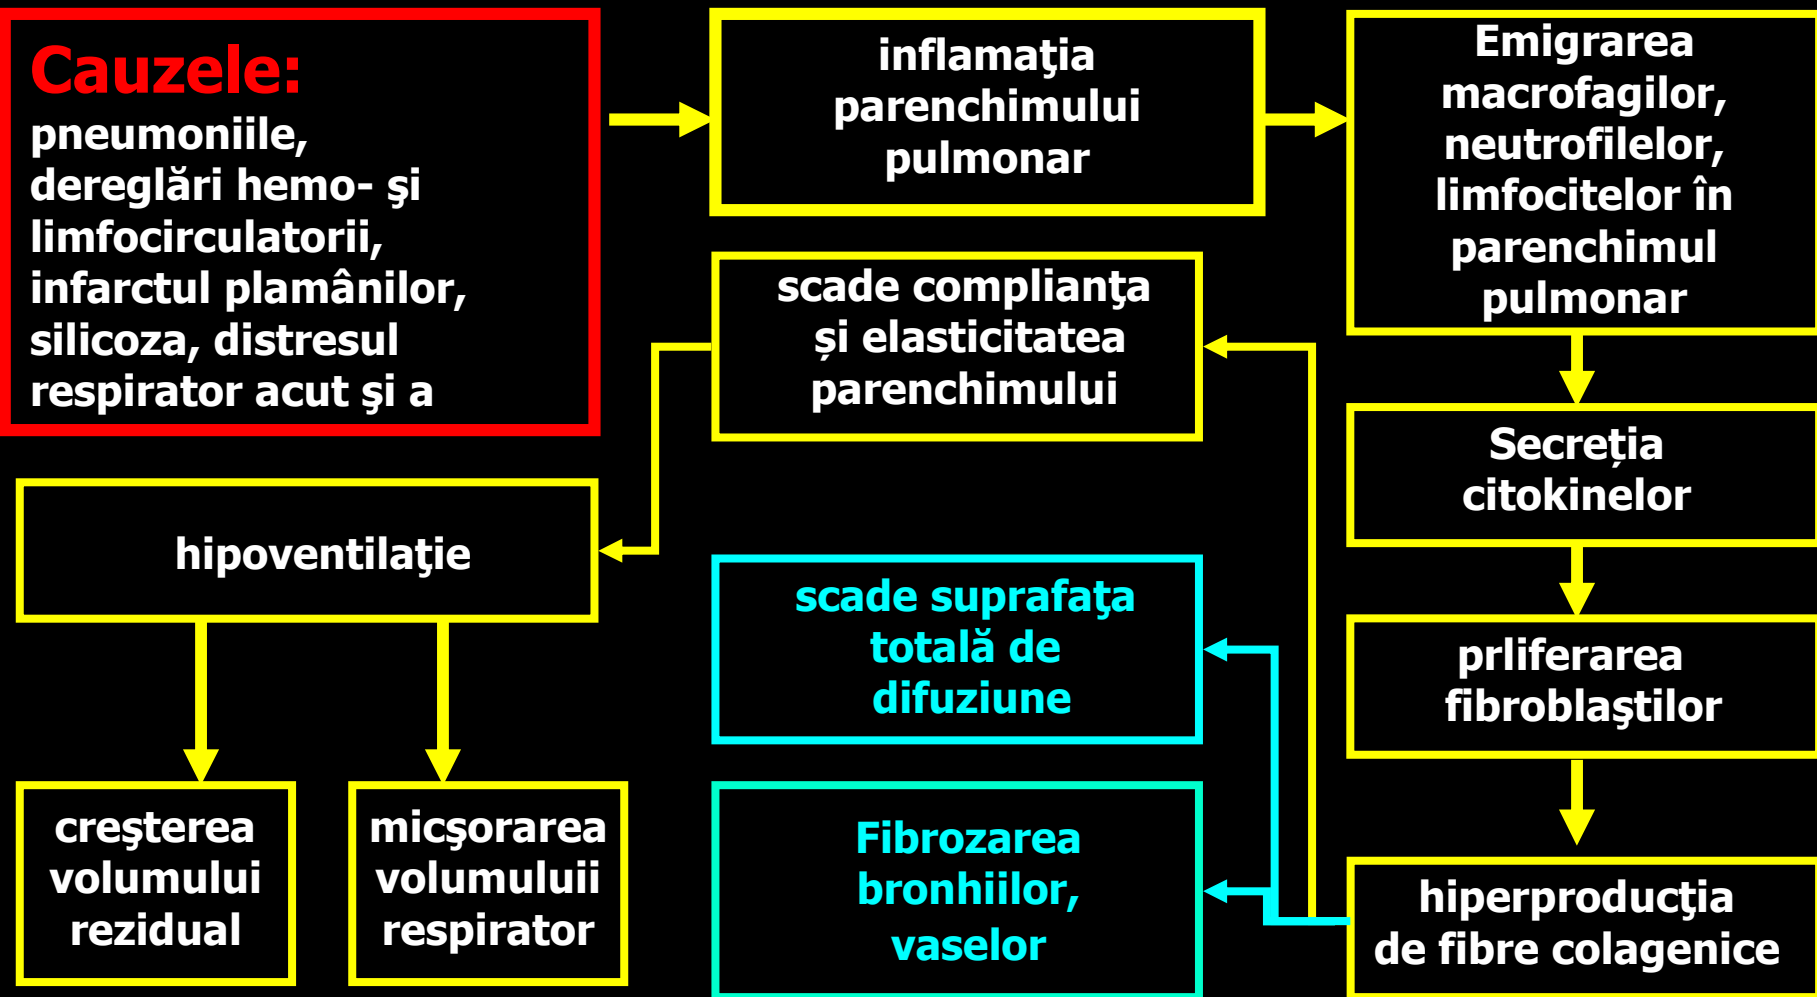 Cauzele:
pneumoniile,
dereglări hemo- şi
limfocirculatorii,
infarctul plamânilor,
silicoza, distresul
respirator acut şi a
inflamaţia
parenchimului
pulmonar
Emigrarea
macrofagilor,
neutrofilelor,
limfocitelor în
parenchimul
pulmonar
scade complianţa
și elasticitatea
parenchimului
Secreția
citokinelor
hipoventilaţie
scade suprafaţa
totală de
difuziune
prliferarea
fibroblaştilor
creşterea
volumului
rezidual
micşorarea
volumuluii
respirator
Fibrozarea
bronhiilor,
vaselor
hiperproducţia
de fibre colagenice